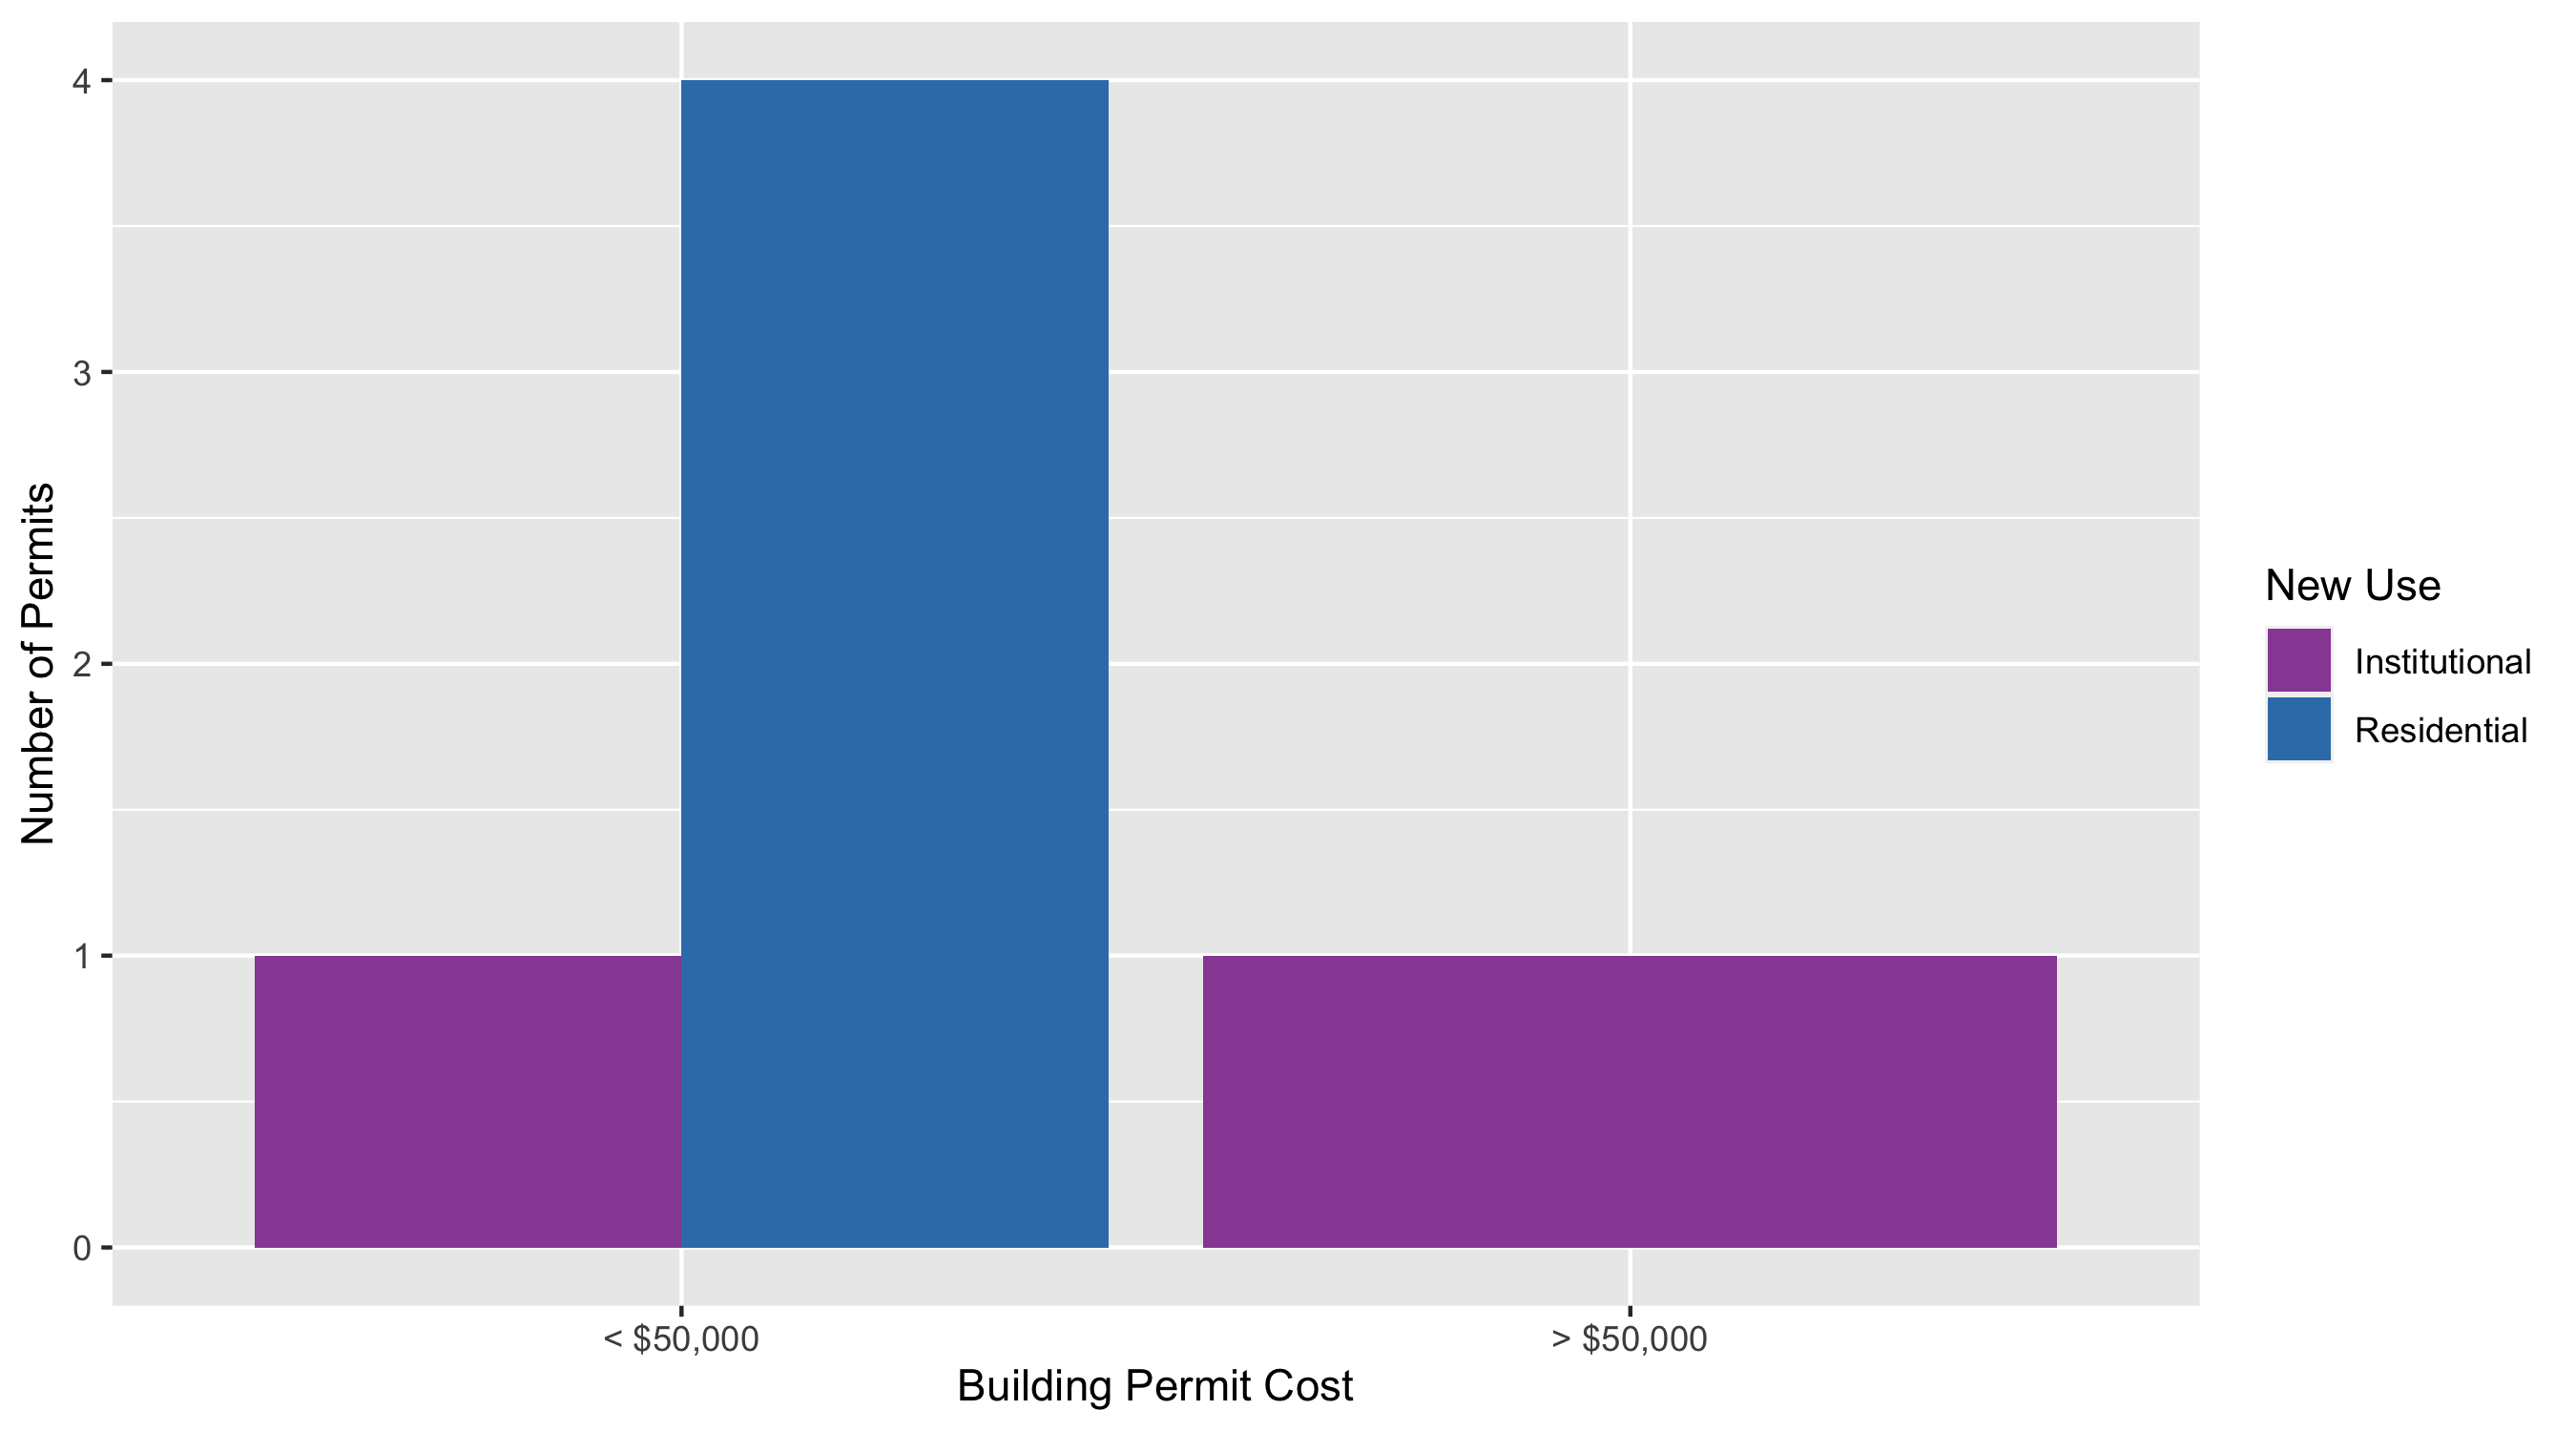 Number of Permits
4
3
2
1
0
< $50,000
> $50,000
Building Permit Cost
New Use
Institutional
Residential